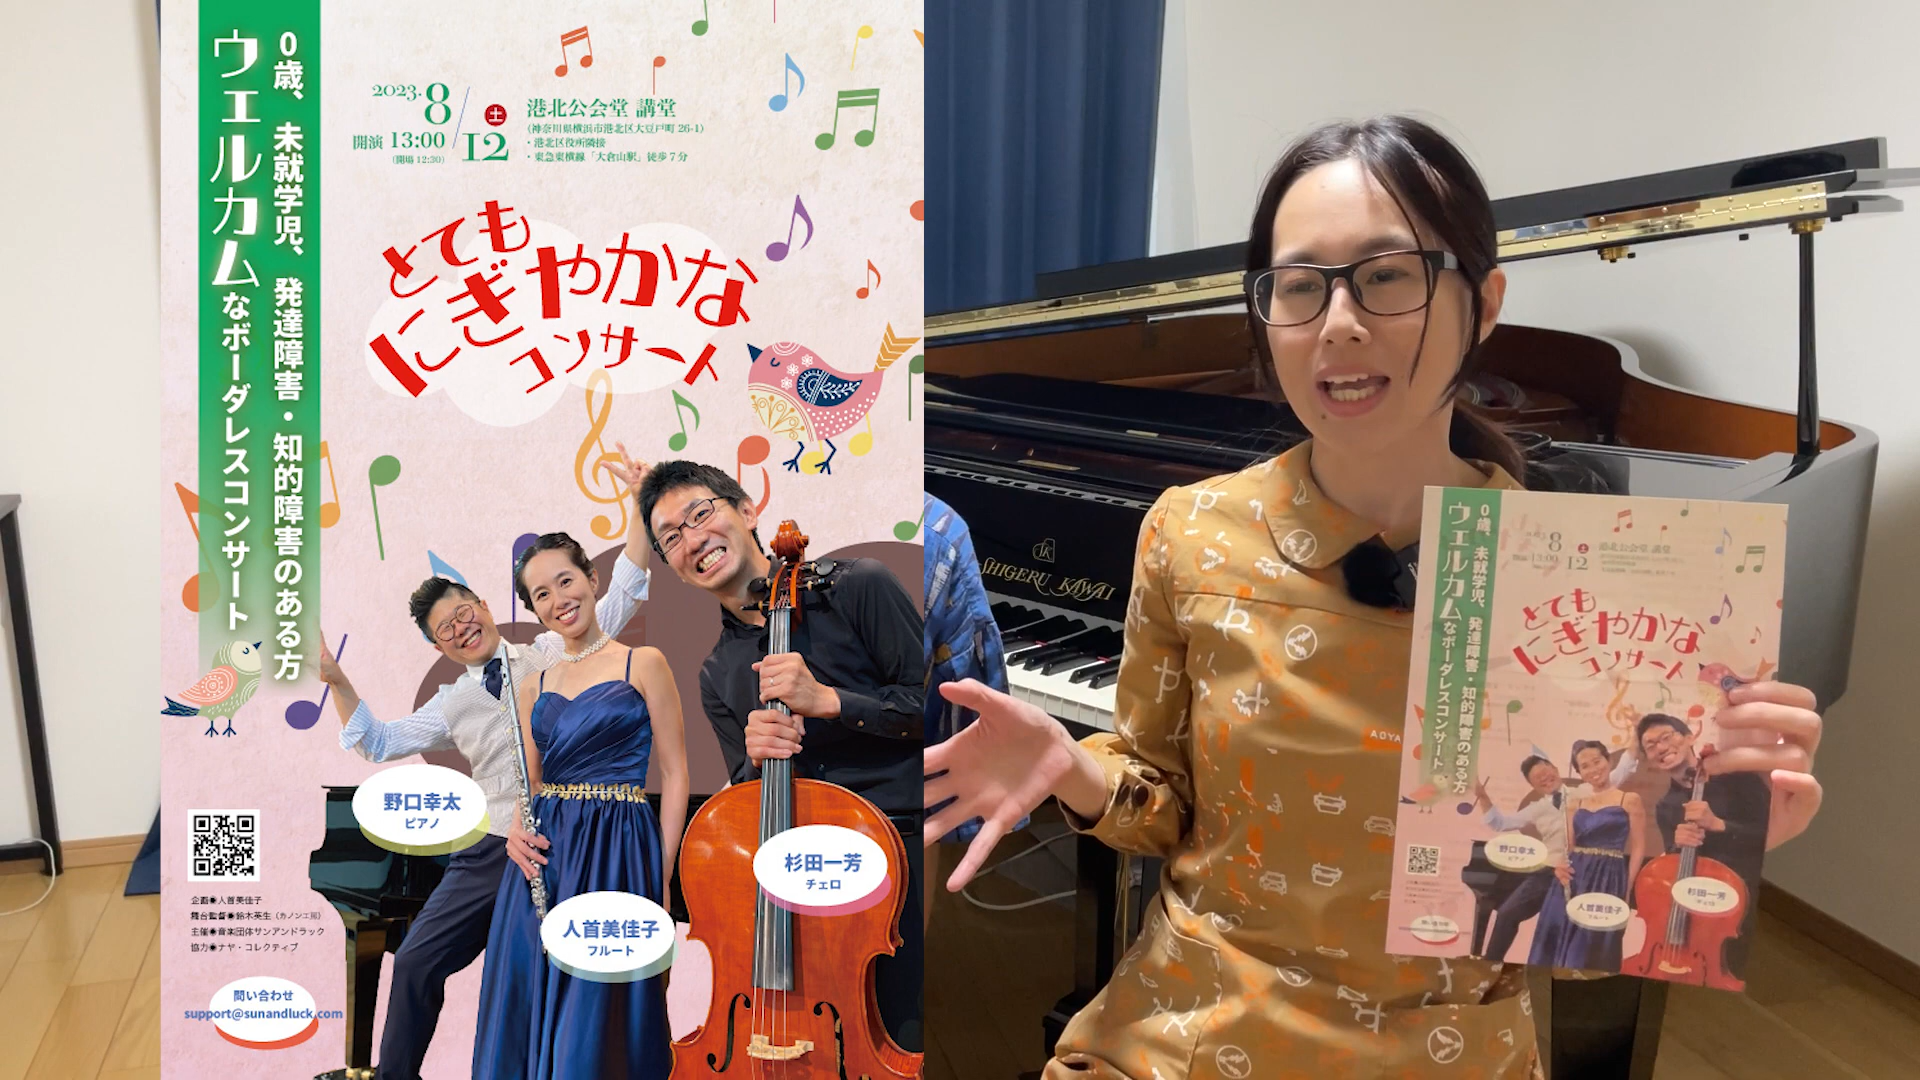 0歳、未就学児、発達障害・知的障害のある方
ウェルカムなボーダレスコンサート
2023.8/12 土
開演 13:00
(開場 12:30)
港北公会堂 講堂
(神奈川県横浜市港北区大豆戸町 26-1)
・港北区役所隣接
・東急東横線「大倉山駅」徒歩7分
とても
にぎやかな
コンサート
野口幸太
ピアノ
人首美佳子
フルート
杉田一芳
チェロ
企画◉人首美佳子
舞台監督◉鈴木英生（カノン工房）
主催◉音楽団体サンアンドラック
協力◉ナヤ・コレクティブ
問い合わせ
support@sunandluck.com
SK
SHIGERU KAWAI
AOYA
0歳、未就学児、発達障害・知的障害のある方
ウェルカムなボーダレスコンサート
8
12
13:00
港北公会堂 講堂
とても
にぎやかな
コンサート
野口幸太
ピアノ
人首美佳子
フルート
杉田一芳
チェロ